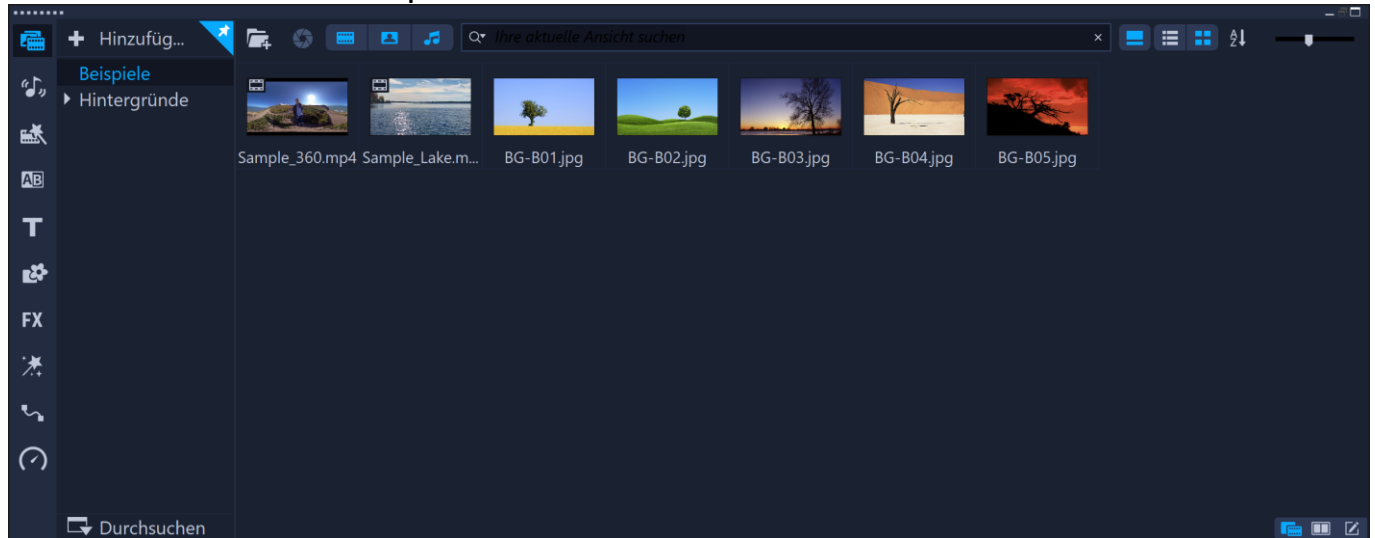 Hinzufüg...
Ihre aktuelle Ansicht suchen
Beispiele
Hintergründe
Sample_360.mp4 Sample_Lake.m... BG-B01.jpg BG-B02.jpg BG-B03.jpg BG-B04.jpg BG-B05.jpg
AB
T
FX
Durchsuchen